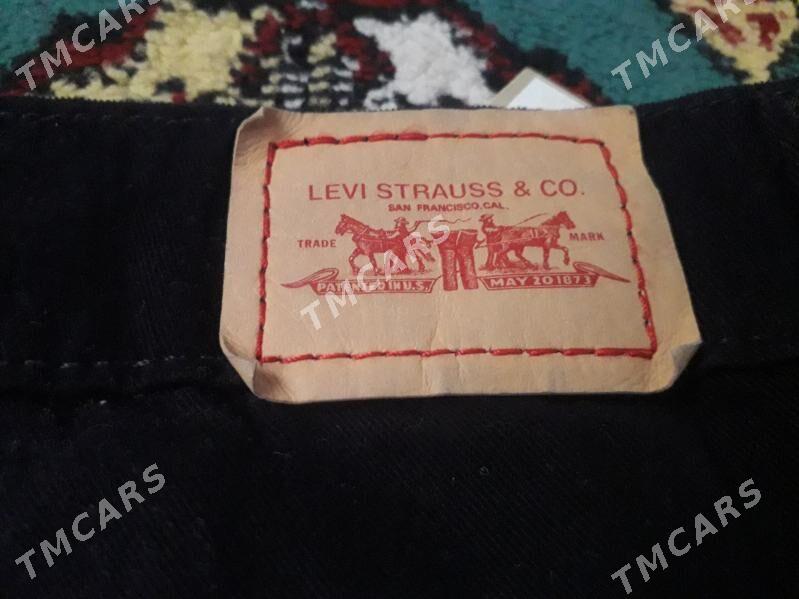 TMCARS
TMCARS
LEVI STRAUSS & CO.
SAN FRANCISCO, CAL.
TRADE MARK
TMCARS
PATENTED IN U.S. MAY 20 1873
TMCARS
TMCARS